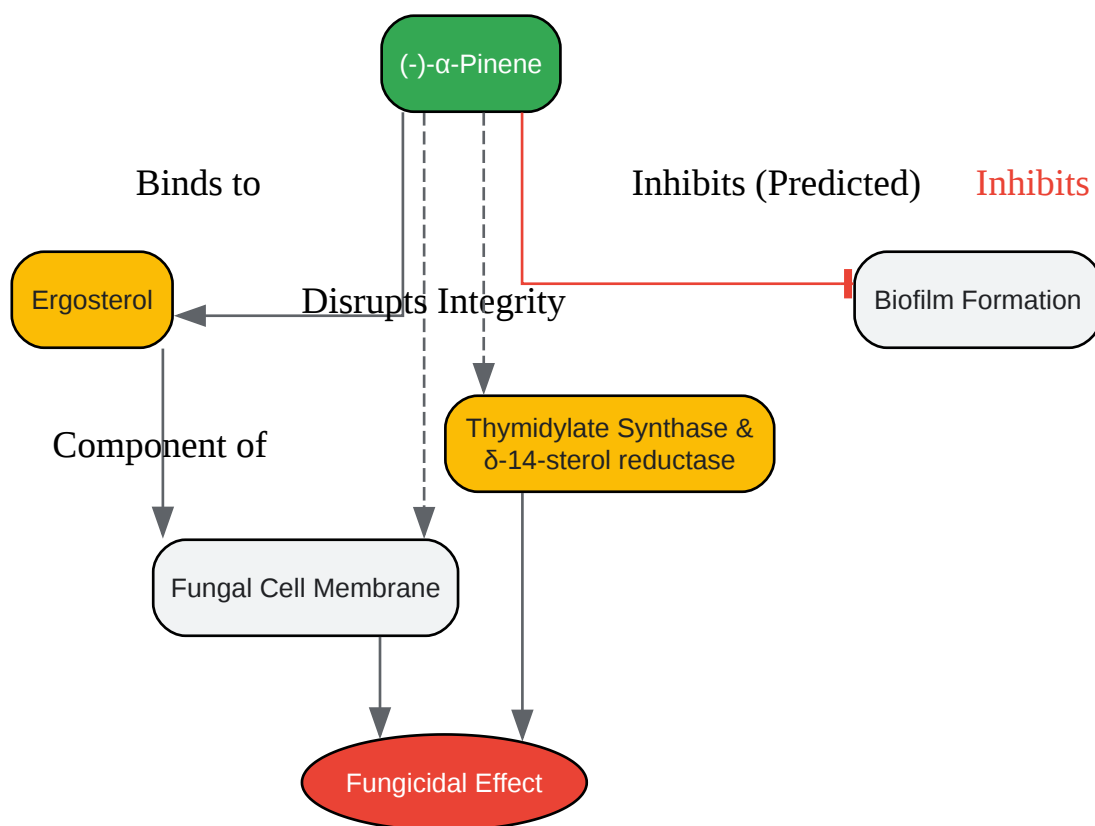 (-)-α-Pinene
Binds to
Inhibits (Predicted)
Inhibits
Ergosterol
Disrupts Integrity
Biofilm Formation
Component of
Thymidylate Synthase &
δ-14-sterol reductase
Fungal Cell Membrane
Fungicidal Effect